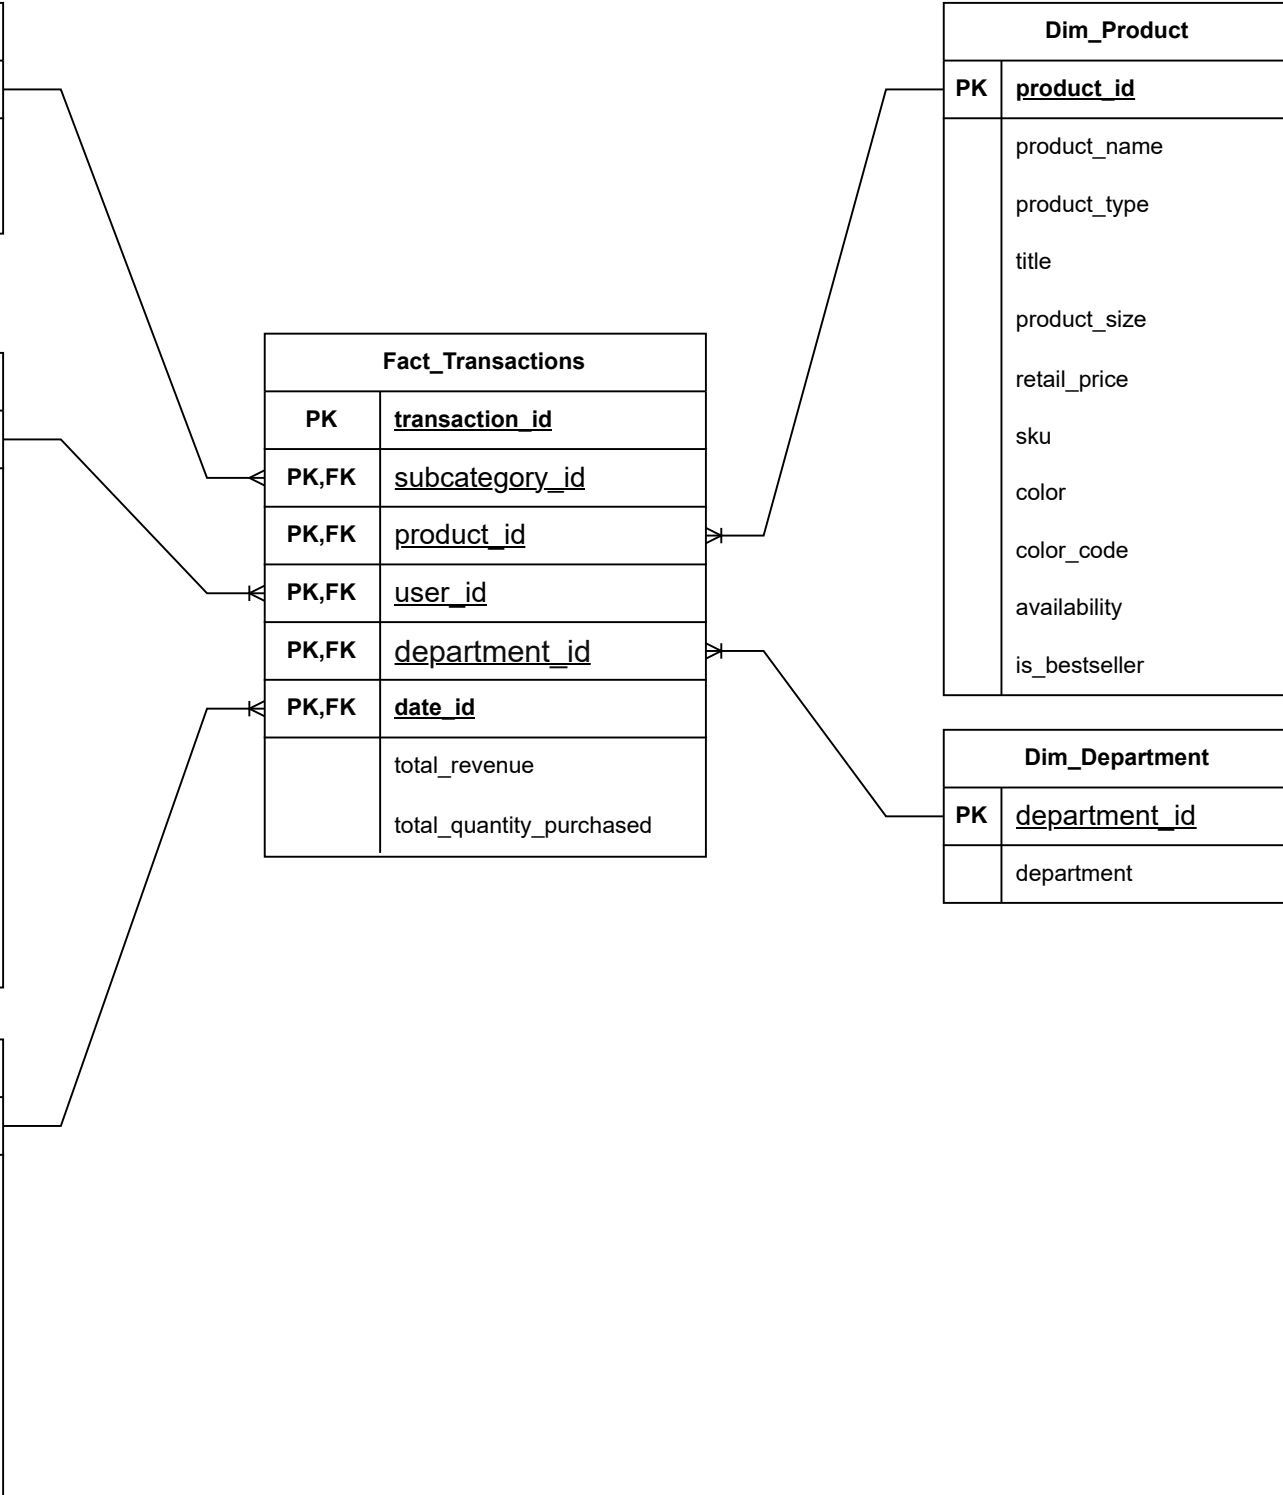 Dim_Product
PK product_id
product_name
product_type
title
product_size
retail_price
sku
color
color_code
availability
is_bestseller
Fact_Transactions
PK transaction_id
PK,FK subcategory_id
PK,FK product_id
PK,FK user_id
PK,FK department_id
PK,FK date_id
total_revenue
total_quantity_purchased
Dim_Department
PK department_id
department